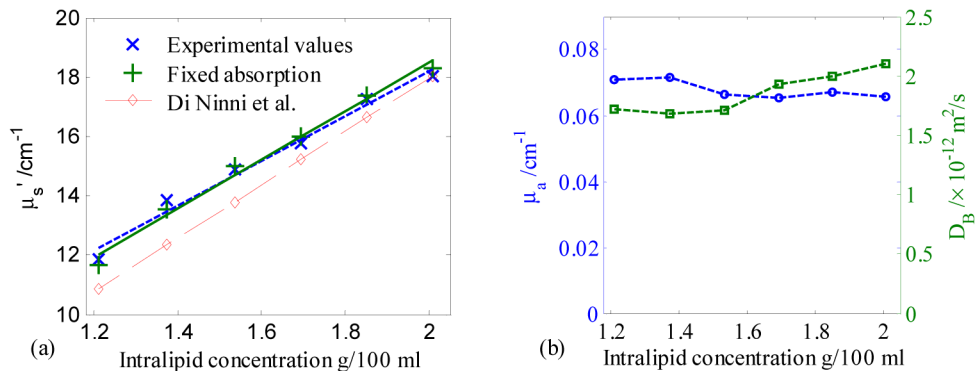 20
18
16
14
12
10
μs' /cm-1
Experimental values
Fixed absorption
Di Ninni et al.
1.2 1.4 1.6 1.8 2
(a) Intralipid concentration g/100 ml
0.08
0.06
0.04
0.02
0
μa /cm-1
2.5
2
1.5
1
0.5
0
DB /× 10-12 m2/s
1.2 1.4 1.6 1.8 2
(b) Intralipid concentration g/100 ml